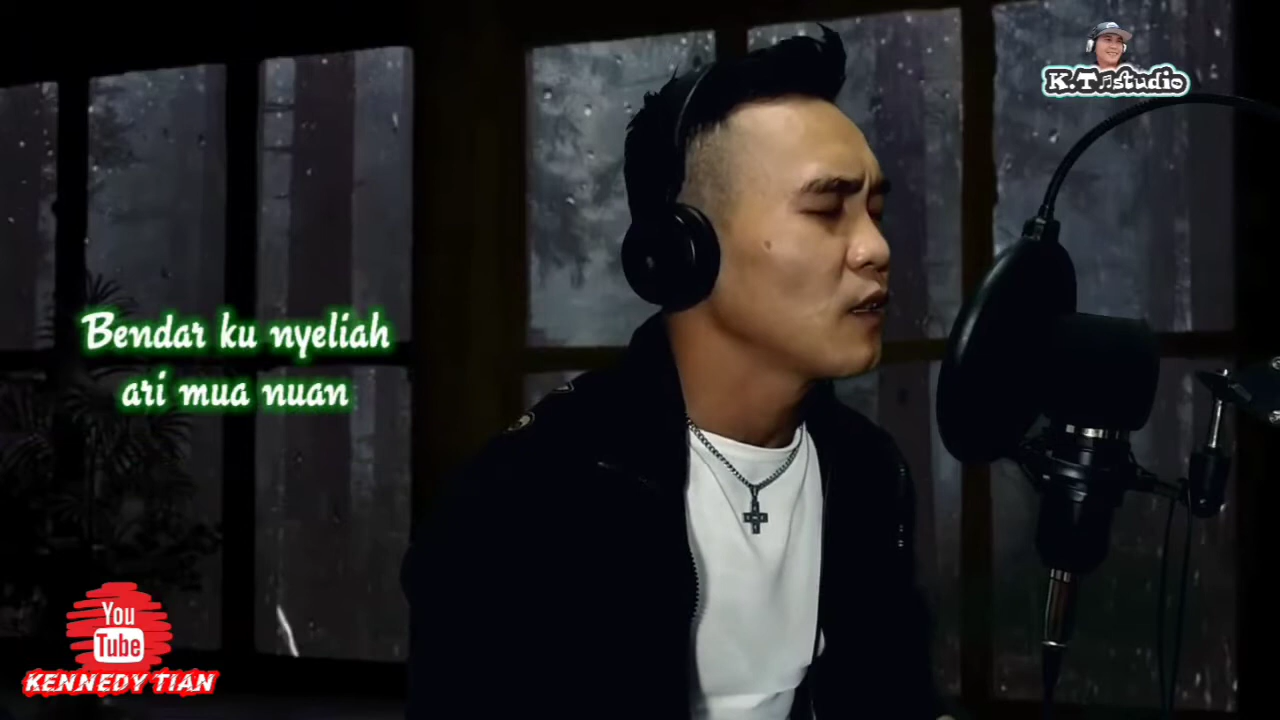 K.T♫studio
Bendar ku nyeliah
ari mua nuan
You
Tube
KENNEDY TIAN